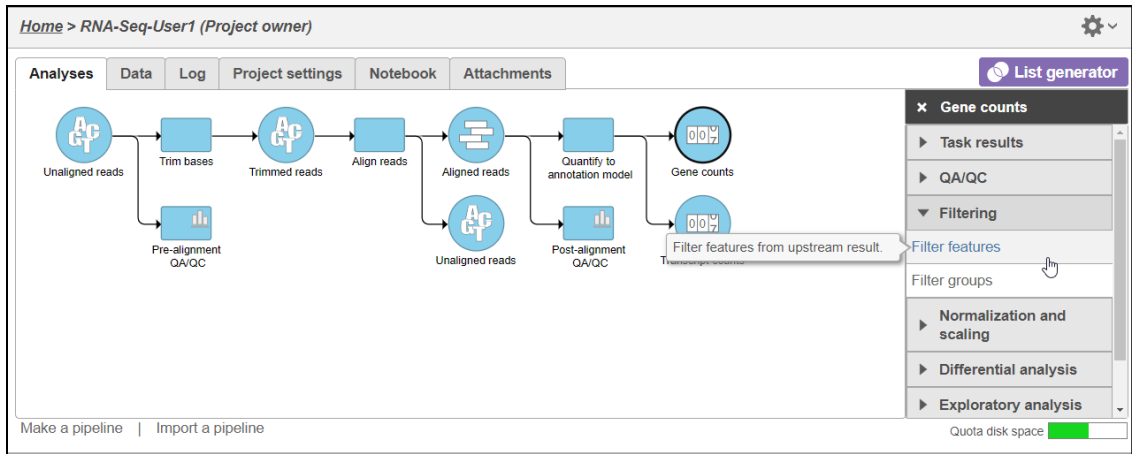 Home > RNA-Seq-User1 (Project owner)
Analyses
Data
Log
Project settings
Notebook
Attachments
List generator
Unaligned reads
Trim bases
Trimmed reads
Align reads
Aligned reads
Quantify to
annotation model
Gene counts
Pre-alignment
QA/QC
Unaligned reads
Post-alignment
QA/QC
Transcript counts
Filter features from upstream result.
Gene counts
Task results
QA/QC
Filtering
Filter features
Filter groups
Normalization and
scaling
Differential analysis
Exploratory analysis
Make a pipeline | Import a pipeline
Quota disk space